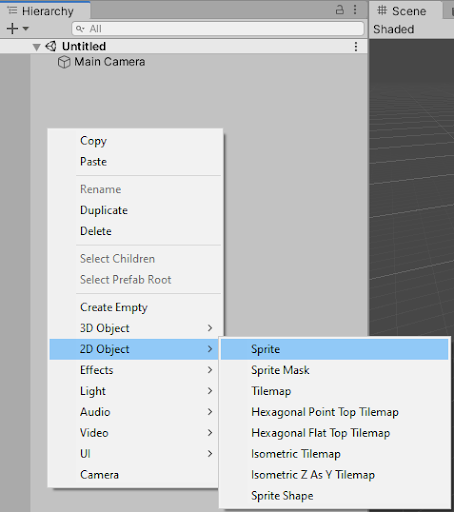 Hierarchy
All
Untitled
Main Camera
Copy
Paste
Rename
Duplicate
Delete
Select Children
Select Prefab Root
Create Empty
3D Object
2D Object
Effects
Light
Audio
Video
UI
Camera
Sprite
Sprite Mask
Tilemap
Hexagonal Point Top Tilemap
Hexagonal Flat Top Tilemap
Isometric Tilemap
Isometric Z As Y Tilemap
Sprite Shape
Scene
Shaded